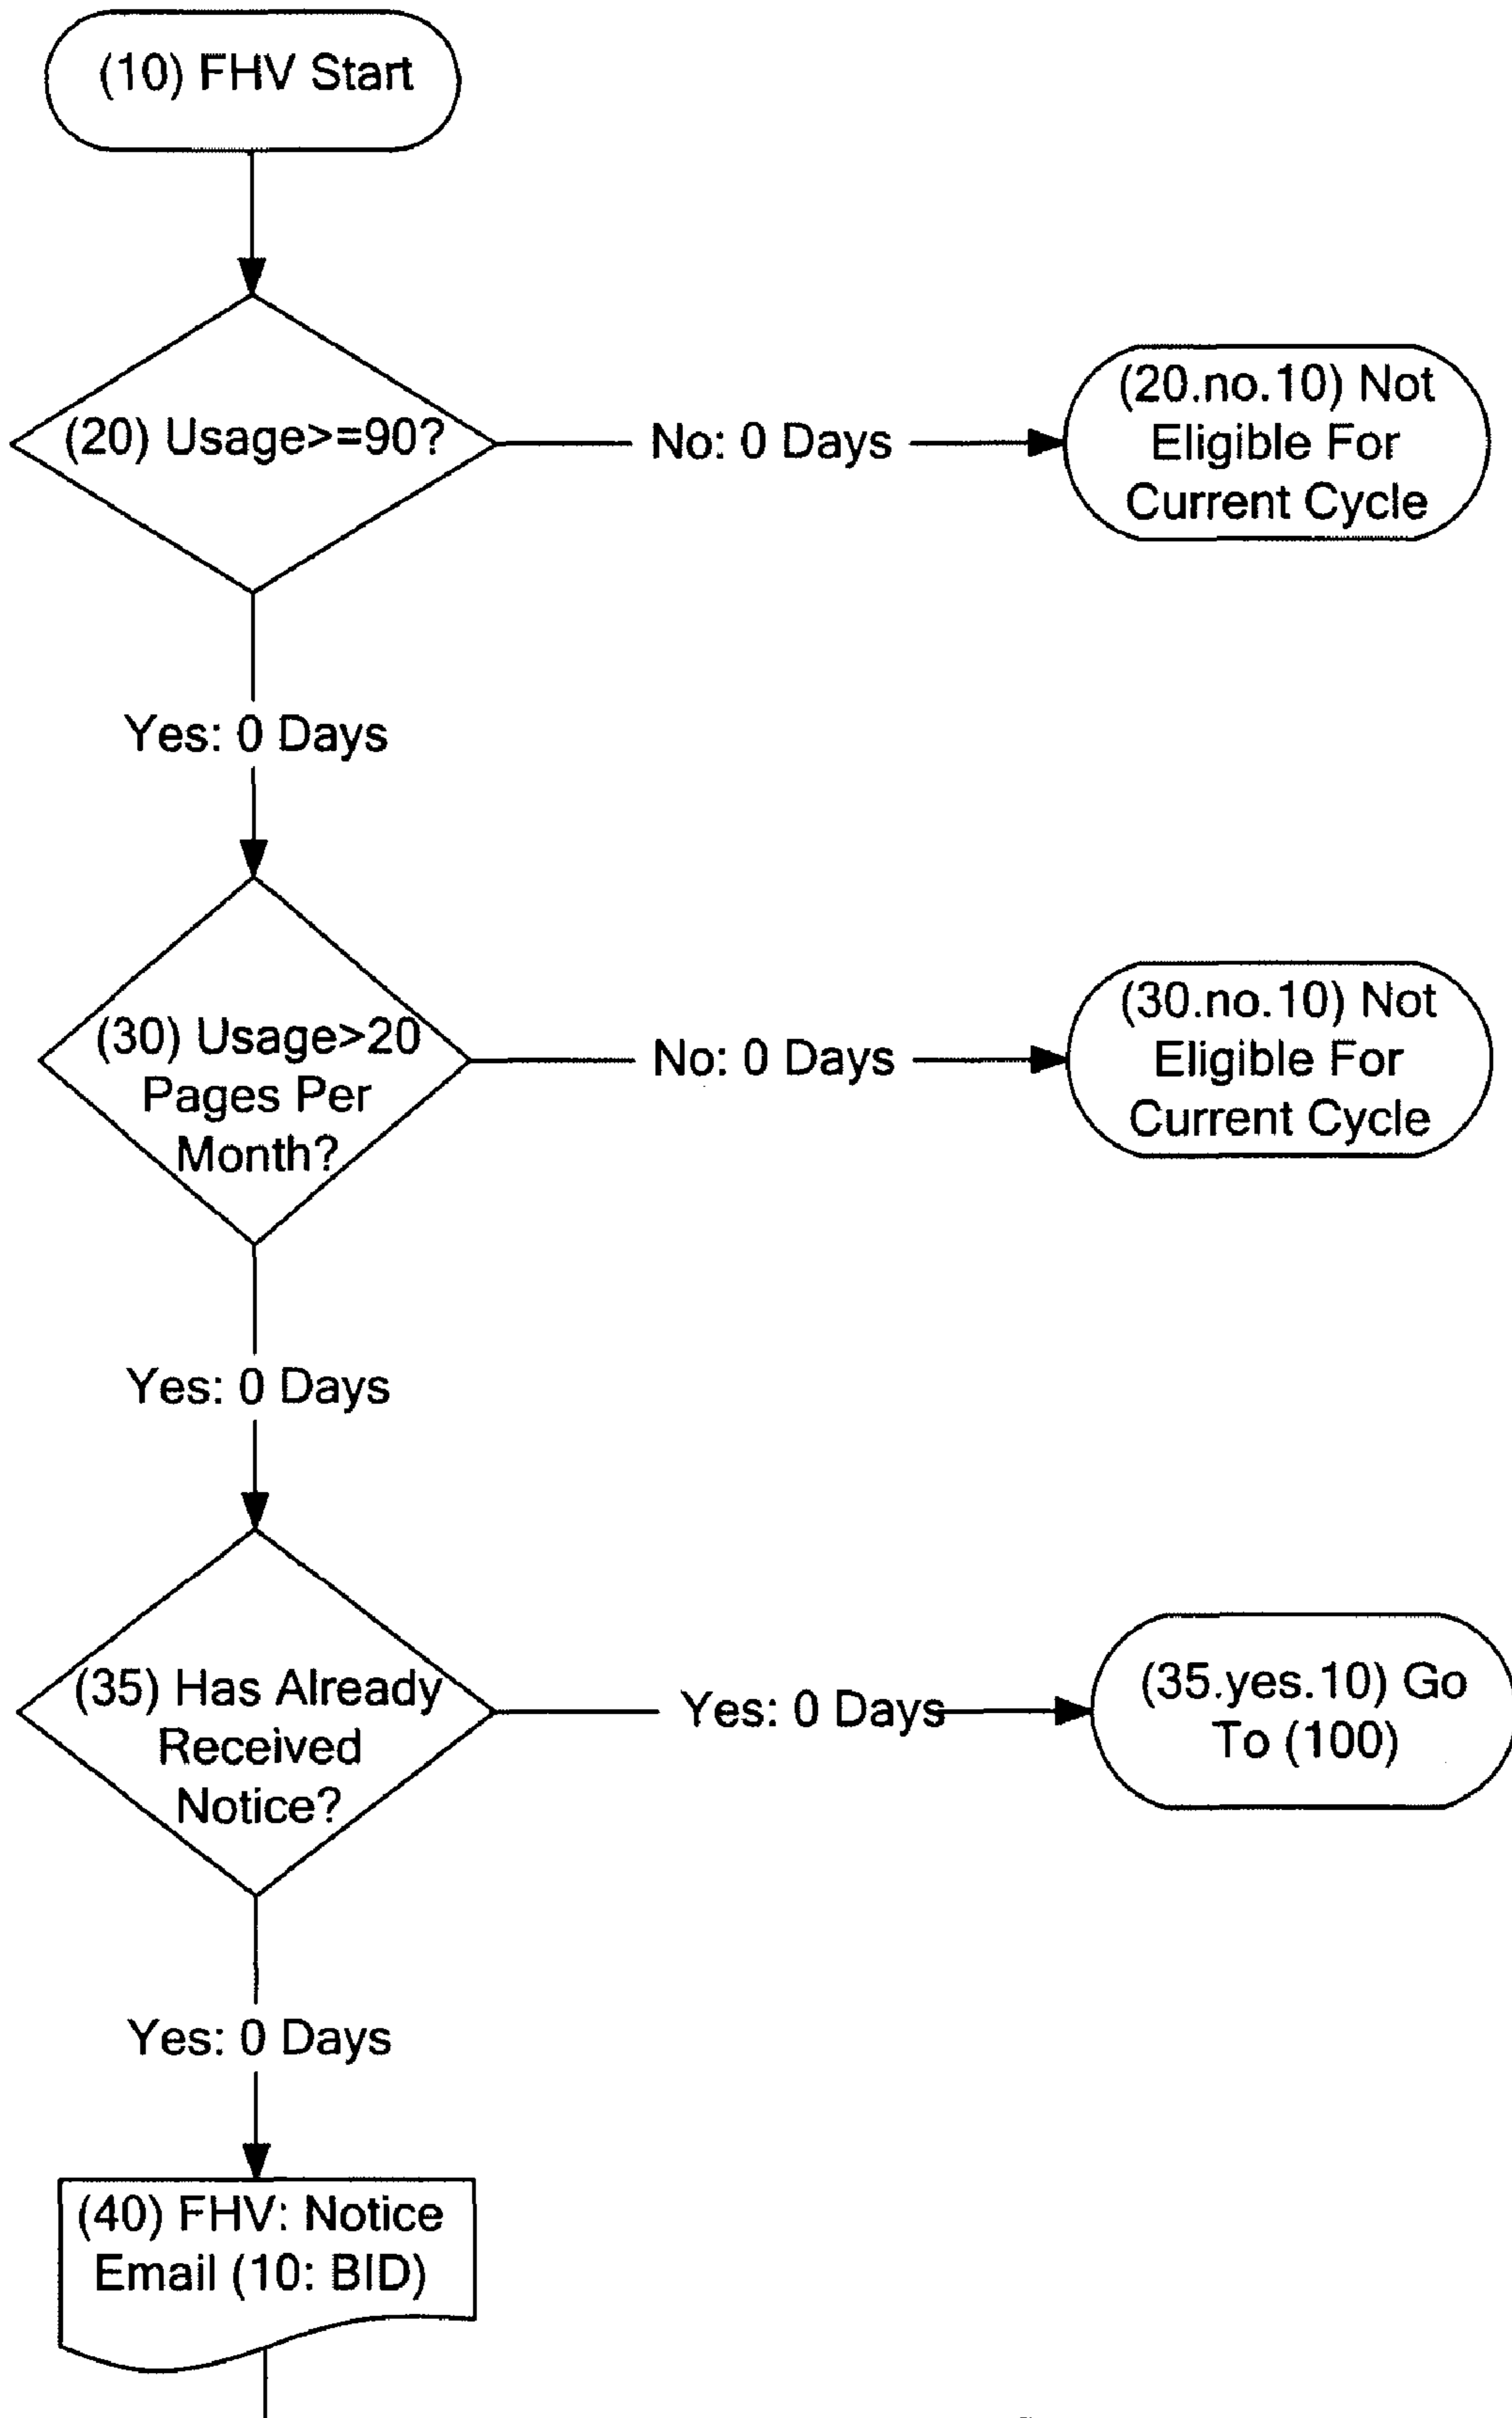 (10) FHV Start
(20) Usage>=90?
No: 0 Days
(20.no.10) Not
Eligible For
Current Cycle
Yes: 0 Days
(30) Usage>20
Pages Per
Month?
No: 0 Days
(30.no.10) Not
Eligible For
Current Cycle
Yes: 0 Days
(35) Has Already
Received
Notice?
Yes: 0 Days
(35.yes.10) Go
To (100)
Yes: 0 Days
(40) FHV: Notice
Email (10: BID)